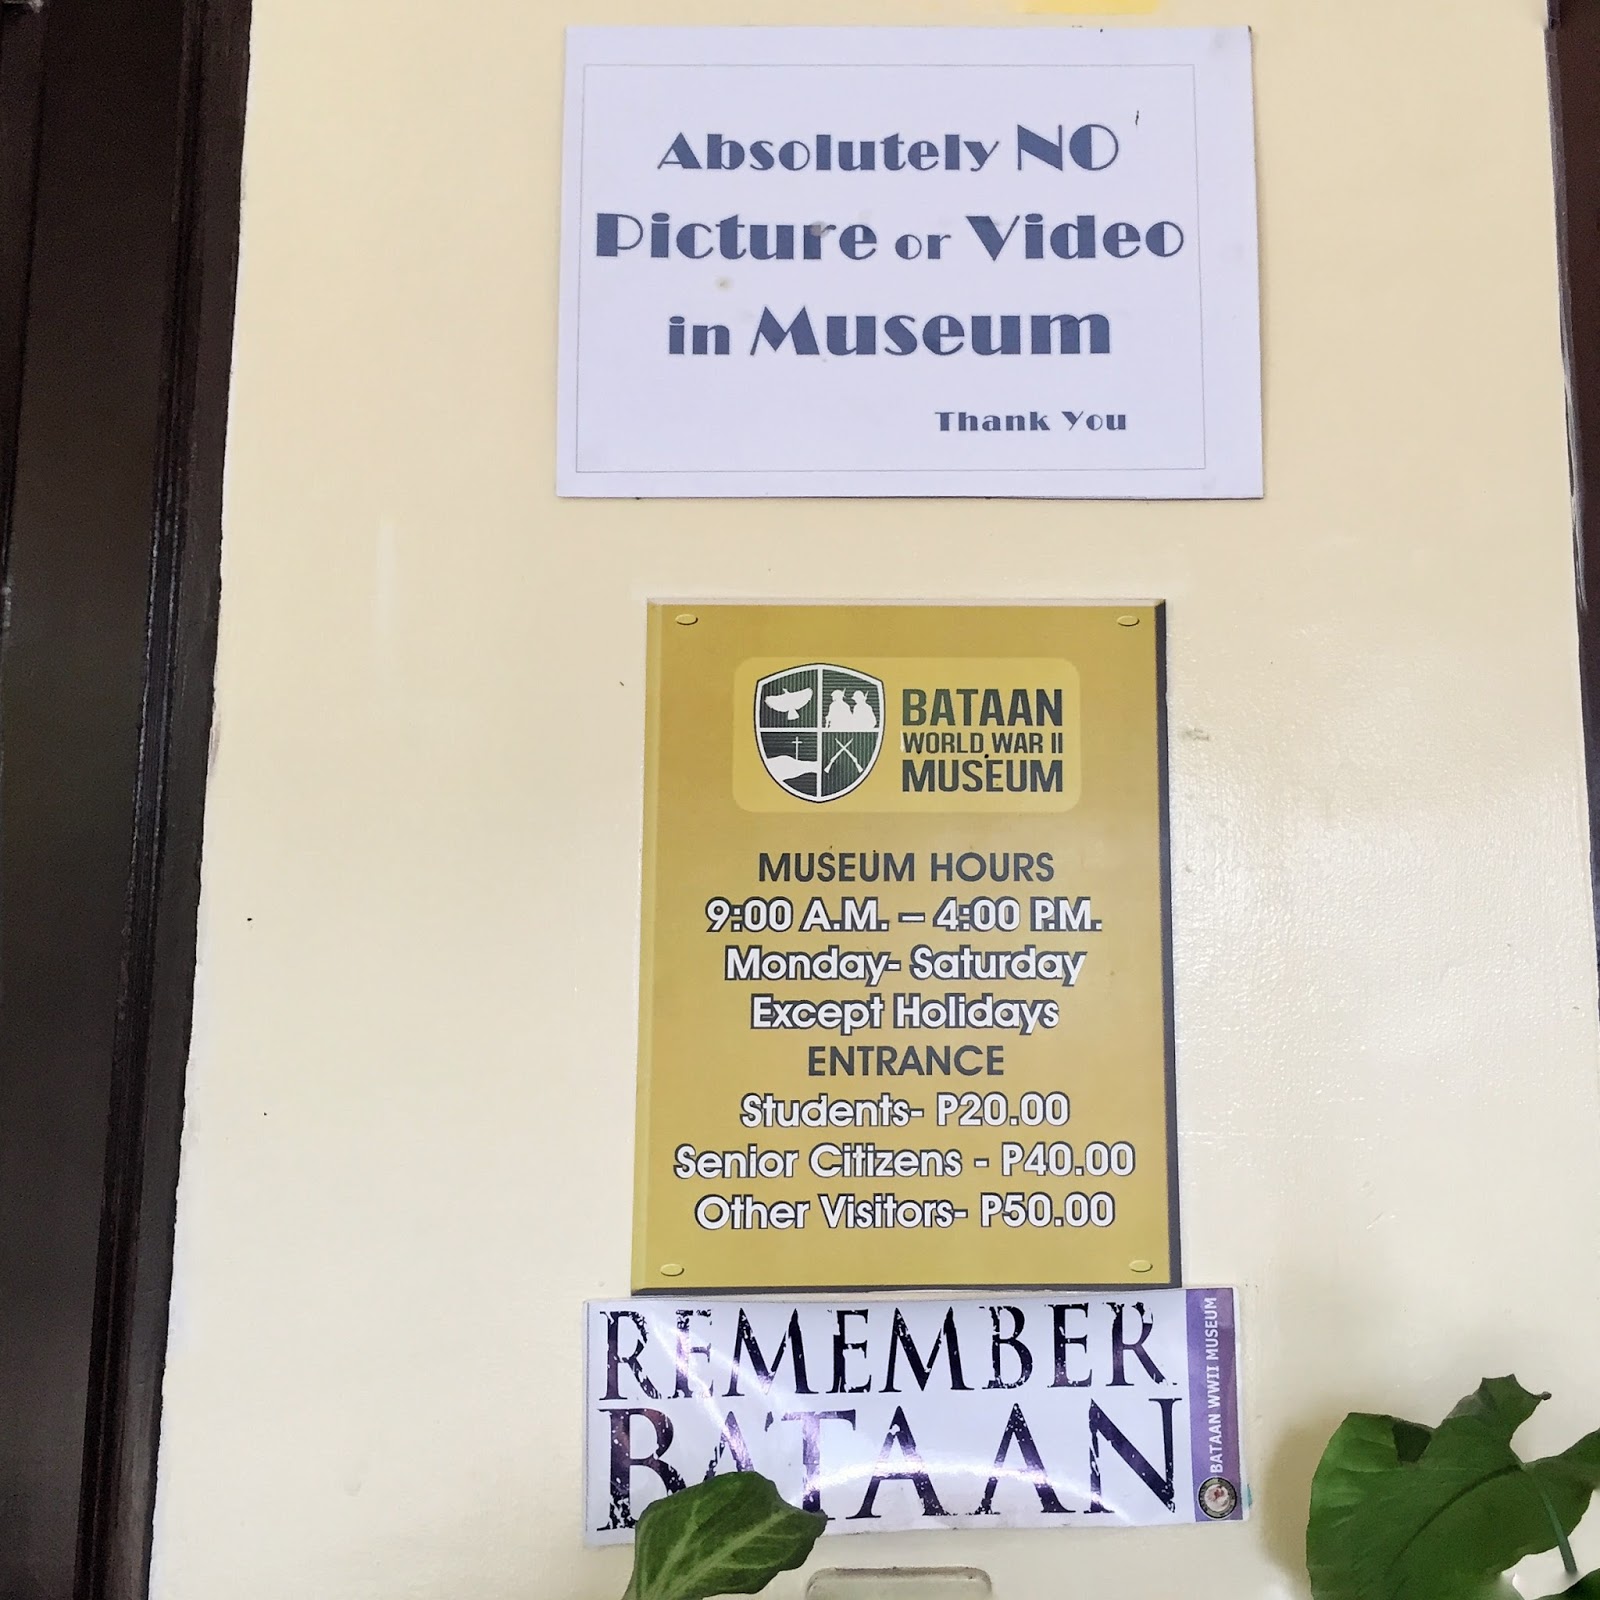 Absolutely NO
Picture or Video
in Museum
Thank You
BATAAN
WORLD WAR II
MUSEUM
MUSEUM HOURS
9:00 A.M. – 4:00 P.M.
Monday- Saturday
Except Holidays
ENTRANCE
Students- P20.00
Senior Citizens - P40.00
Other Visitors- P50.00
REMEMBER
BATAAN
BATAAN WWII MUSEUM